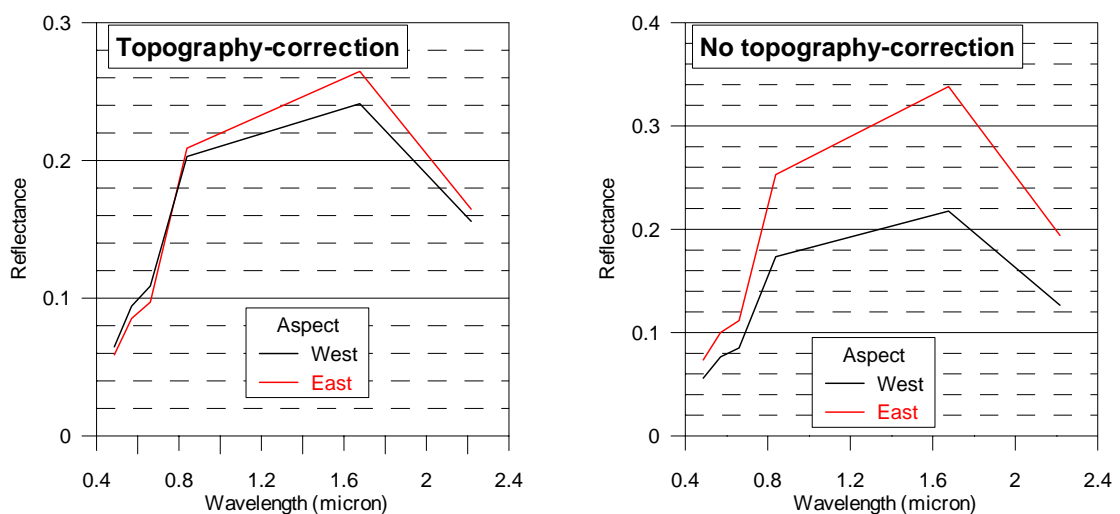 Topography-correction
0.3
0.2
0.1
0
Reflectance
Aspect
West
East
0.4 0.8 1.2 1.6 2 2.4
Wavelength (micron)
No topography-correction
0.4
0.3
0.2
0.1
0
Reflectance
Aspect
West
East
0.4 0.8 1.2 1.6 2 2.4
Wavelength (micron)